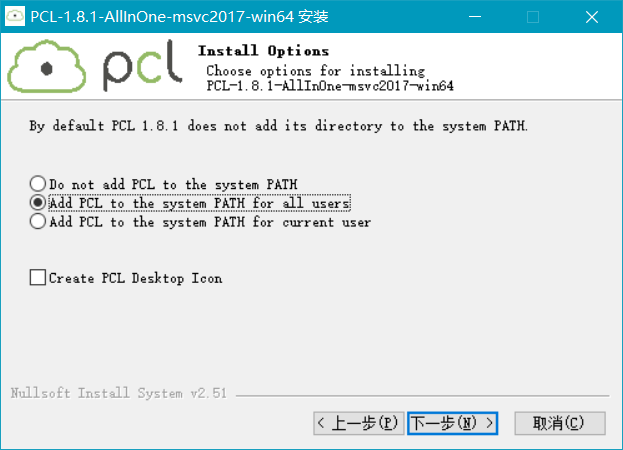 PCL-1.8.1-AllInOne-msvc2017-win64 安装
pcl
Install Options
Choose options for installing
PCL-1.8.1-AllInOne-msvc2017-win64
By default PCL 1.8.1 does not add its directory to the system PATH.
Do not add PCL to the system PATH
Add PCL to the system PATH for all users
Add PCL to the system PATH for current user
Create PCL Desktop Icon
Nullsoft Install System v2.51
< 上一步(P) 下一步(N) > 取消(C)